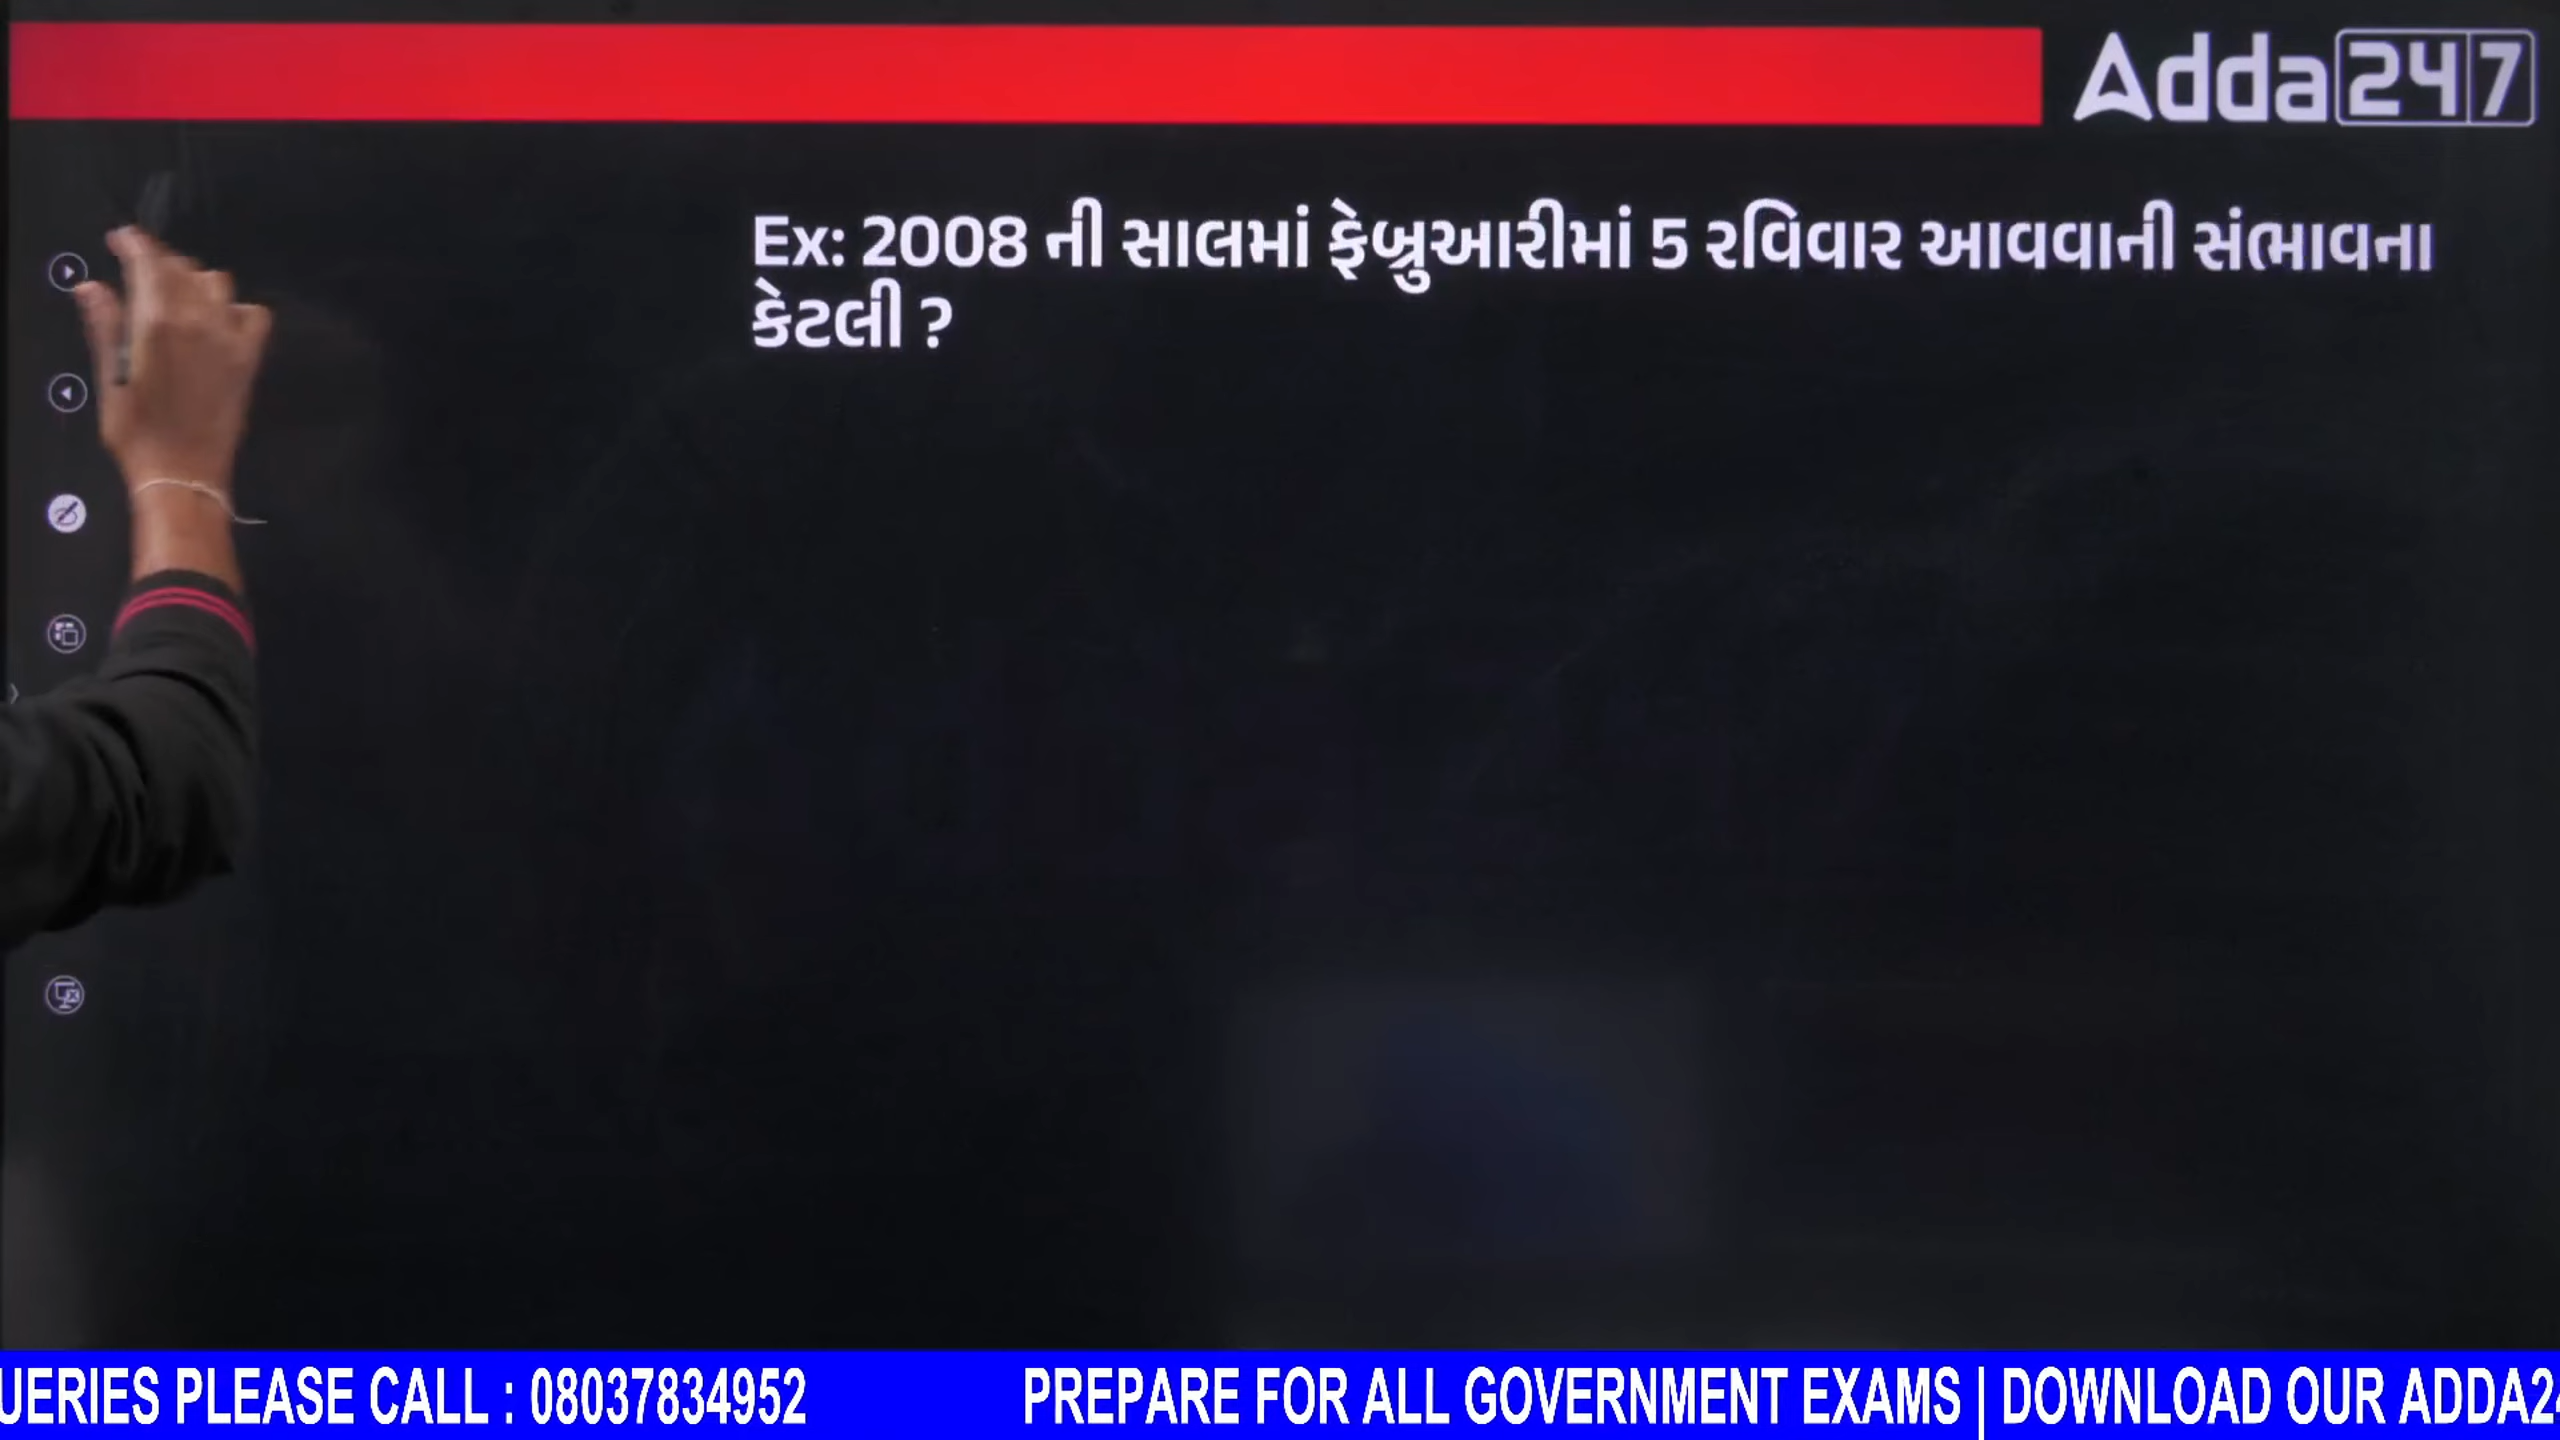 Adda247
Ex: 2008 ની સાલમાં ફેબ્રુઆરીમાં 5 રવિવાર આવવાની સંભાવના
કેટલી ?
UERIES PLEASE CALL : 08037834952 PREPARE FOR ALL GOVERNMENT EXAMS | DOWNLOAD OUR ADDA24